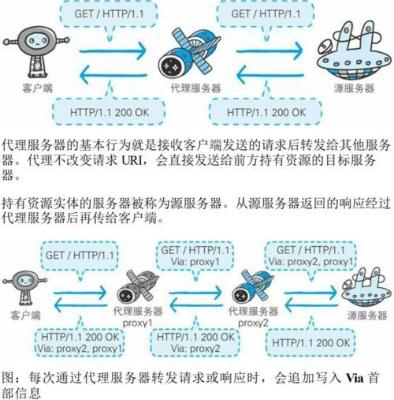 GET / HTTP/1.1
GET / HTTP/1.1
客户端
代理服务器
源服务器
HTTP/1.1 200 OK
HTTP/1.1 200 OK
代理服务器的基本行为就是接收客户端发送的请求后转发给其他服务
器。代理不改变请求 URI，会直接发送给前方持有资源的目标服务
器。
持有资源实体的服务器被称为源服务器。从源服务器返回的响应经过
代理服务器后再传给客户端。
GET / HTTP/1.1
GET / HTTP/1.1
Via: proxy1
GET / HTTP/1.1
Via: proxy2, proxy1
客户端
代理服务器
proxy1
代理服务器
proxy2
源服务器
HTTP/1.1 200 OK
Via: proxy2, proxy1
HTTP/1.1 200 OK
Via: proxy2
HTTP/1.1 200 OK
图：每次通过代理服务器转发请求或响应时，会追加写入 Via 首
部信息